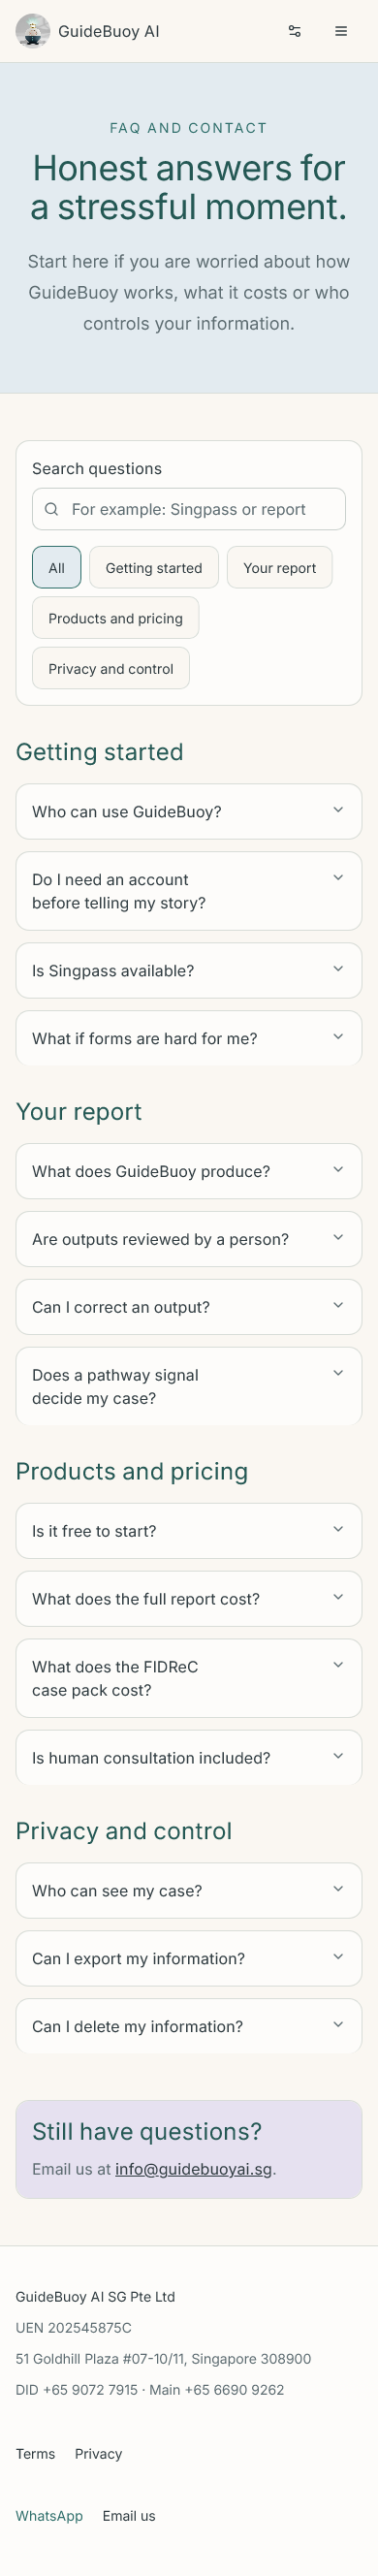 GuideBuoy AI
FAQ AND CONTACT
Honest answers for
a stressful moment.
Start here if you are worried about how
GuideBuoy works, what it costs or who
controls your information.
Search questions
For example: Singpass or report
All
Getting started
Your report
Products and pricing
Privacy and control
Getting started
Who can use GuideBuoy?
Do I need an account
before telling my story?
Is Singpass available?
What if forms are hard for me?
Your report
What does GuideBuoy produce?
Are outputs reviewed by a person?
Can I correct an output?
Does a pathway signal
decide my case?
Products and pricing
Is it free to start?
What does the full report cost?
What does the FIDReC
case pack cost?
Is human consultation included?
Privacy and control
Who can see my case?
Can I export my information?
Can I delete my information?
Still have questions?
Email us at info@guidebuoyai.sg.
GuideBuoy AI SG Pte Ltd
UEN 202545875C
51 Goldhill Plaza #07-10/11, Singapore 308900
DID +65 9072 7915 · Main +65 6690 9262
Terms Privacy
WhatsApp Email us